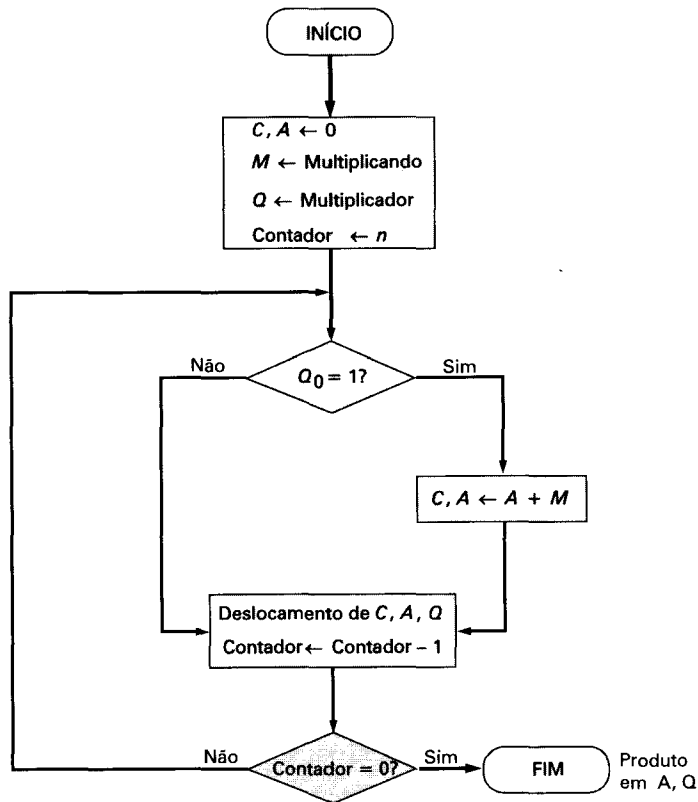 INÍCIO
C, A ← 0
M ← Multiplicando
Q ← Multiplicador
Contador ← n
Não
Q0 = 1?
Sim
C, A ← A + M
Deslocamento de C, A, Q
Contador ← Contador – 1
Não
Contador = 0?
Sim
FIM
Produto
em A, Q